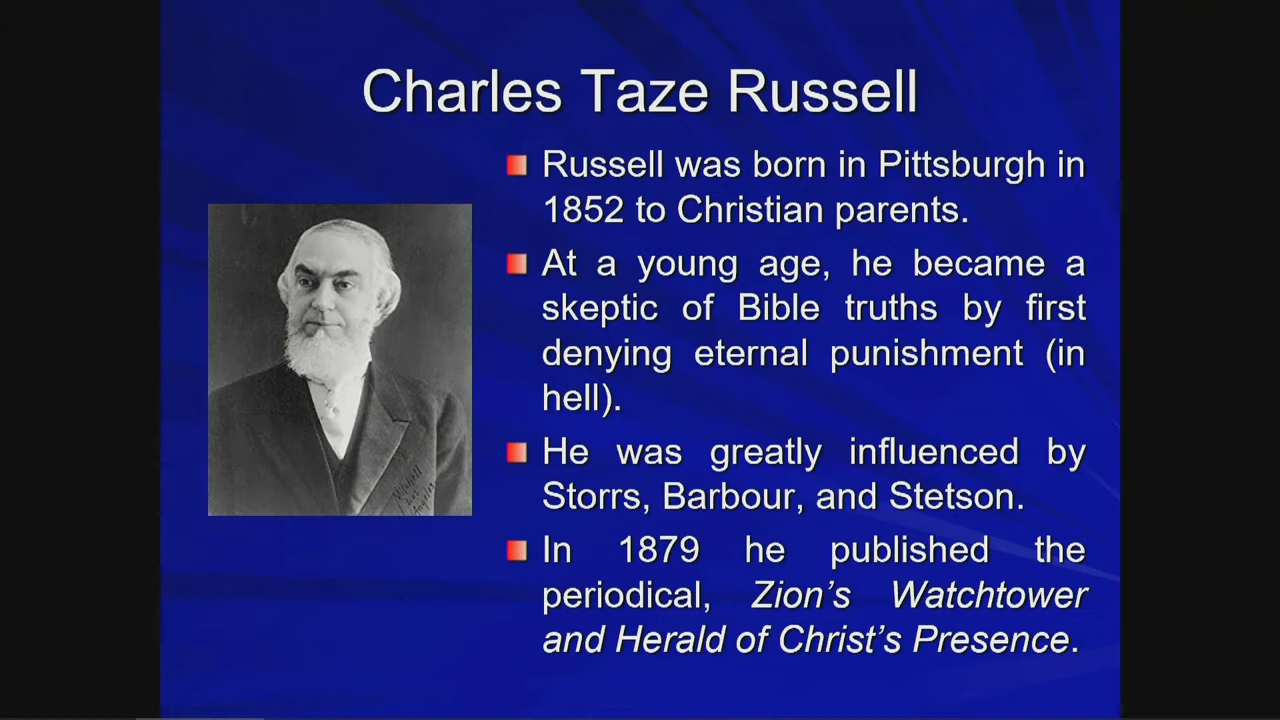 Charles Taze Russell
Russell was born in Pittsburgh in
1852 to Christian parents.
At a young age, he became a
skeptic of Bible truths by first
denying eternal punishment (in
hell).
He was greatly influenced by
Storrs, Barbour, and Stetson.
In 1879 he published the
periodical, Zion’s Watchtower
and Herald of Christ’s Presence.